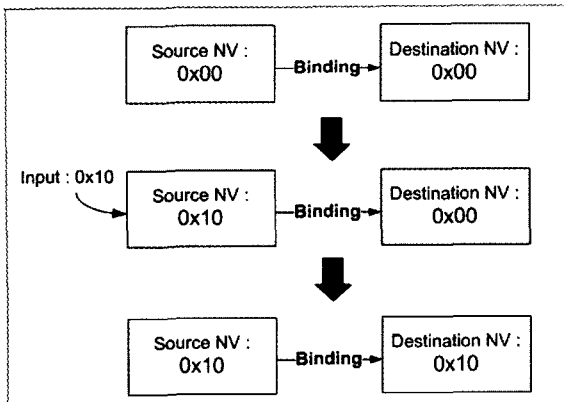 Source NV :
0x00
Binding
Destination NV :
0x00
Input : 0x10
Source NV :
0x10
Binding
Destination NV :
0x00
Source NV :
0x10
Binding
Destination NV :
0x10